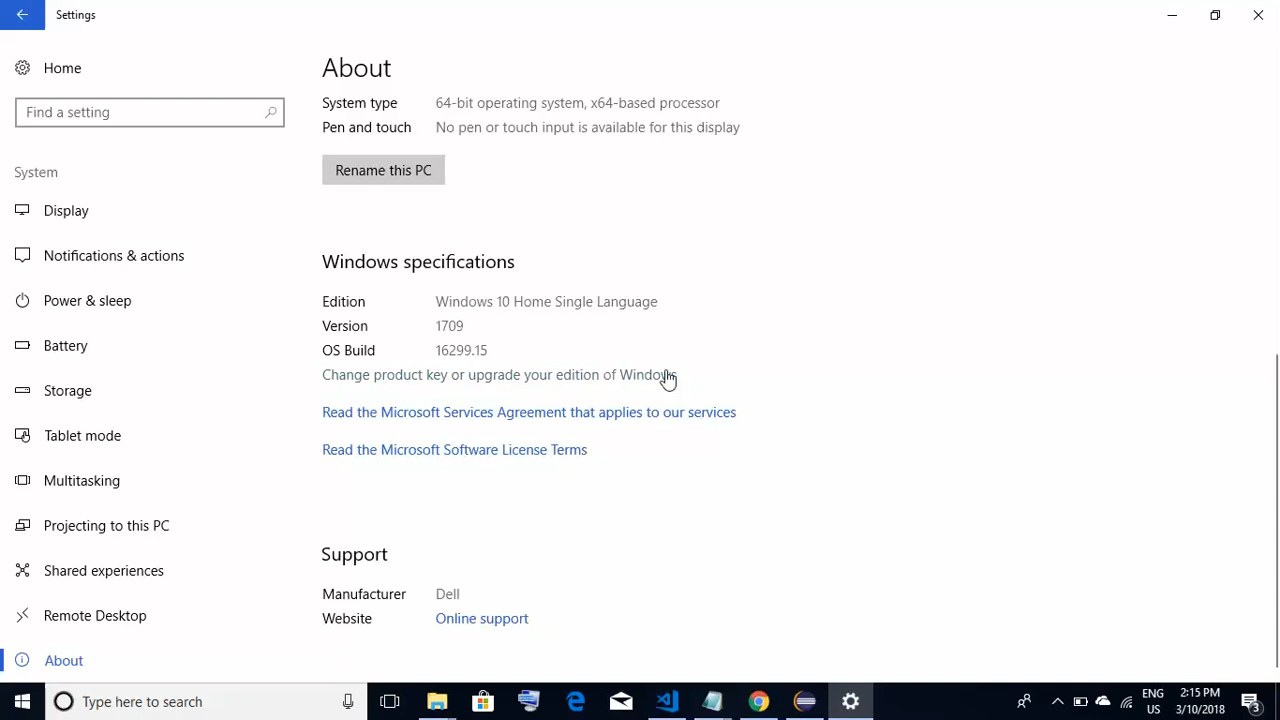 Settings
Home
Find a setting
System
Display
Notifications & actions
Power & sleep
Battery
Storage
Tablet mode
Multitasking
Projecting to this PC
Shared experiences
Remote Desktop
About
About
System type 64-bit operating system, x64-based processor
Pen and touch No pen or touch input is available for this display
Rename this PC
Windows specifications
Edition Windows 10 Home Single Language
Version 1709
OS Build 16299.15
Change product key or upgrade your edition of Windows
Read the Microsoft Services Agreement that applies to our services
Read the Microsoft Software License Terms
Support
Manufacturer Dell
Website Online support
Type here to search
ENG
US
2:15 PM
3/10/2018
3